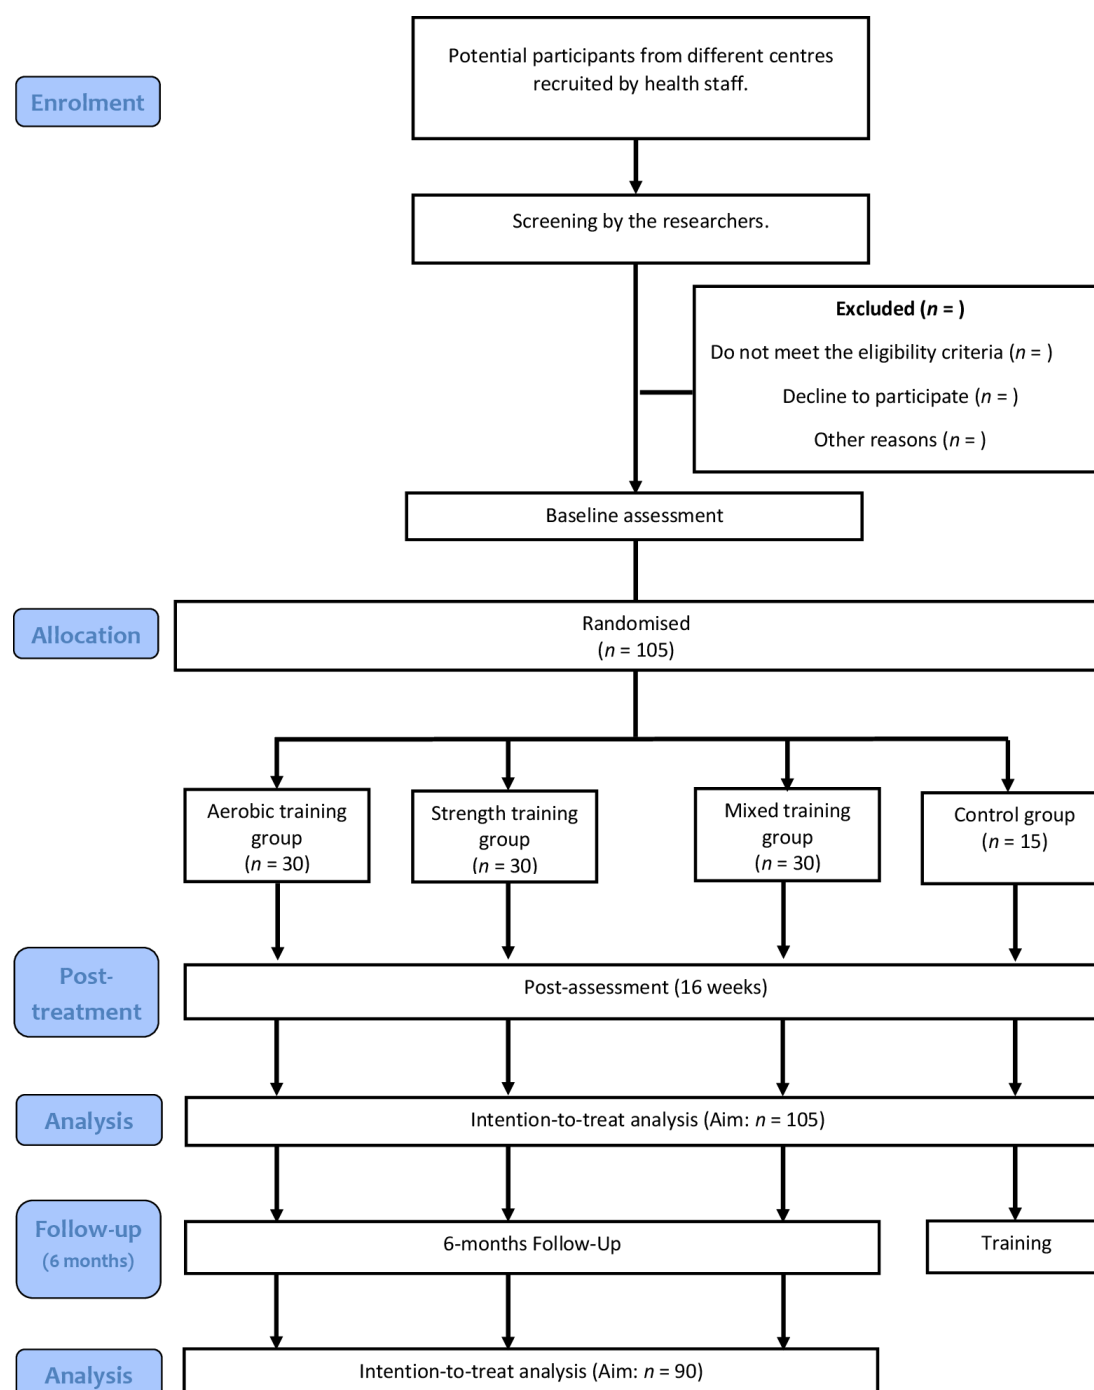 Potential participants from different centres
recruited by health staff.
Enrolment
Screening by the researchers.
Excluded (n = )
Do not meet the eligibility criteria (n = )
Decline to participate (n = )
Other reasons (n = )
Baseline assessment
Allocation
Randomised
(n = 105)
Aerobic training
group
(n = 30)
Strength training
group
(n = 30)
Mixed training
group
(n = 30)
Control group
(n = 15)
Post-
treatment
Post-assessment (16 weeks)
Analysis
Intention-to-treat analysis (Aim: n = 105)
Follow-up
(6 months)
6-months Follow-Up
Training
Analysis
Intention-to-treat analysis (Aim: n = 90)